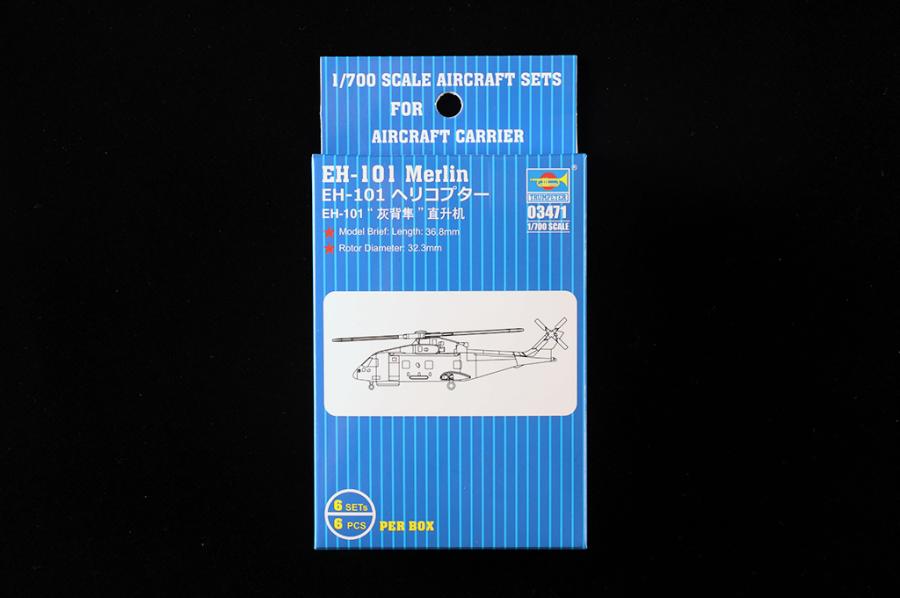 1/700 SCALE AIRCRAFT SETS
FOR
AIRCRAFT CARRIER
EH-101 Merlin
EH-101 ヘリコプター
EH-101 “灰背隼” 直升机
★ Model Brief: Length: 36.8mm
★ Rotor Diameter: 32.3mm
®
TRUMPETER
03471
1/700 SCALE
6 SETs
6 PCS
PER BOX